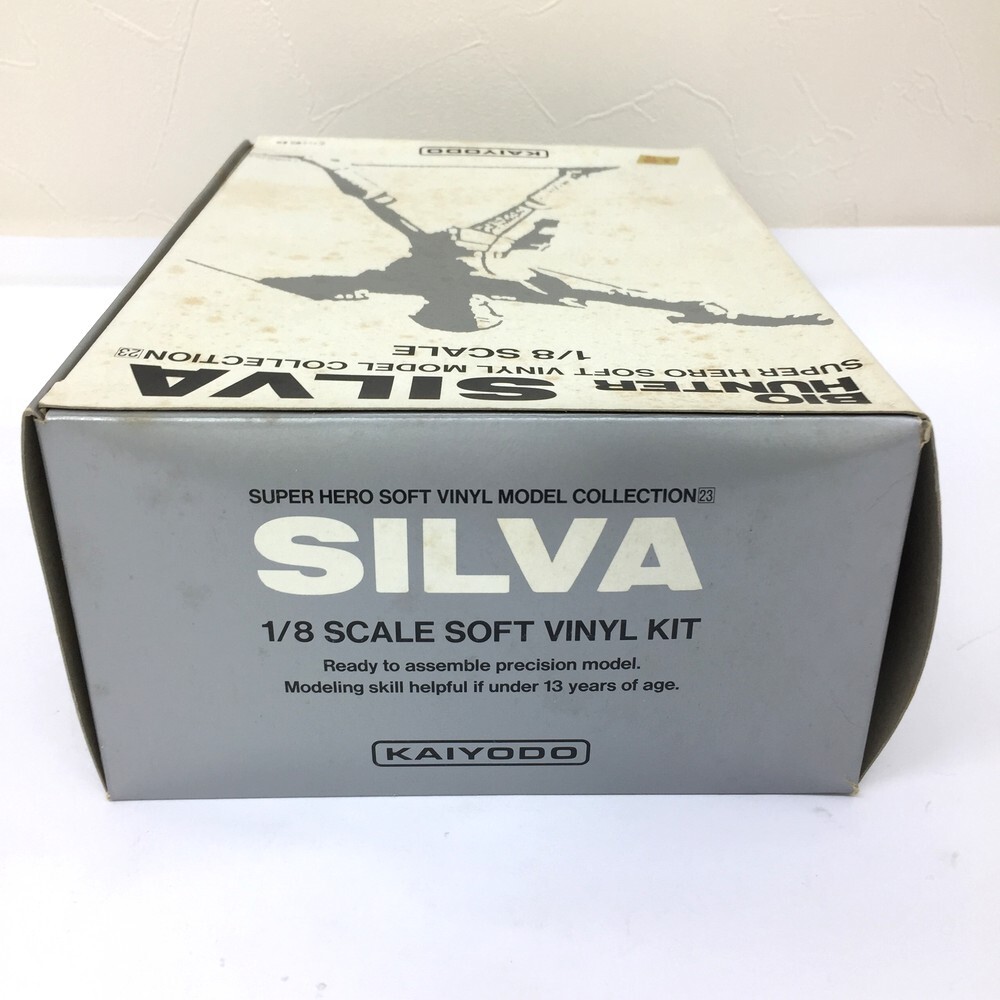 KAIYODO
1/8 SCALE
SUPER HERO SOFT VINYL MODEL COLLECTION 23
BIO HUNTER SILVA
SUPER HERO SOFT VINYL MODEL COLLECTION 23
SILVA
1/8 SCALE SOFT VINYL KIT
Ready to assemble precision model.
Modeling skill helpful if under 13 years of age.
KAIYODO